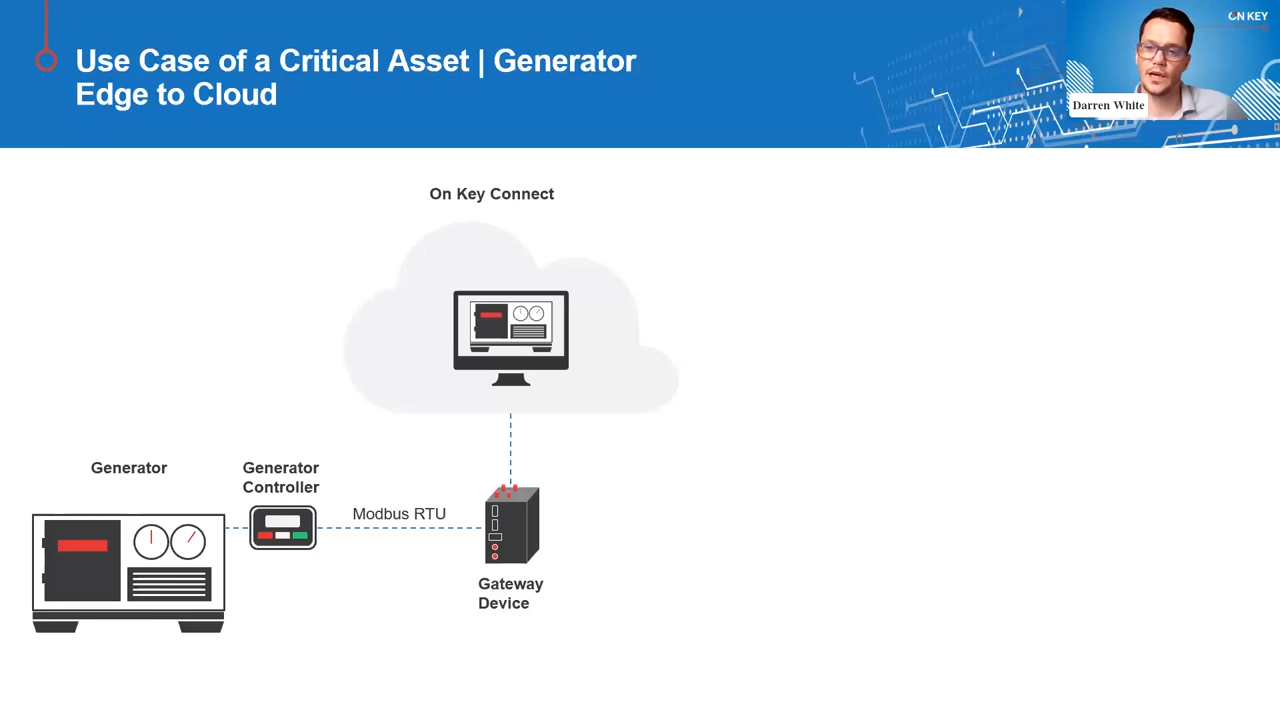 Use Case of a Critical Asset | Generator
Edge to Cloud
ON KEY
Darren White
On Key Connect
Generator
Generator
Controller
Modbus RTU
Gateway
Device